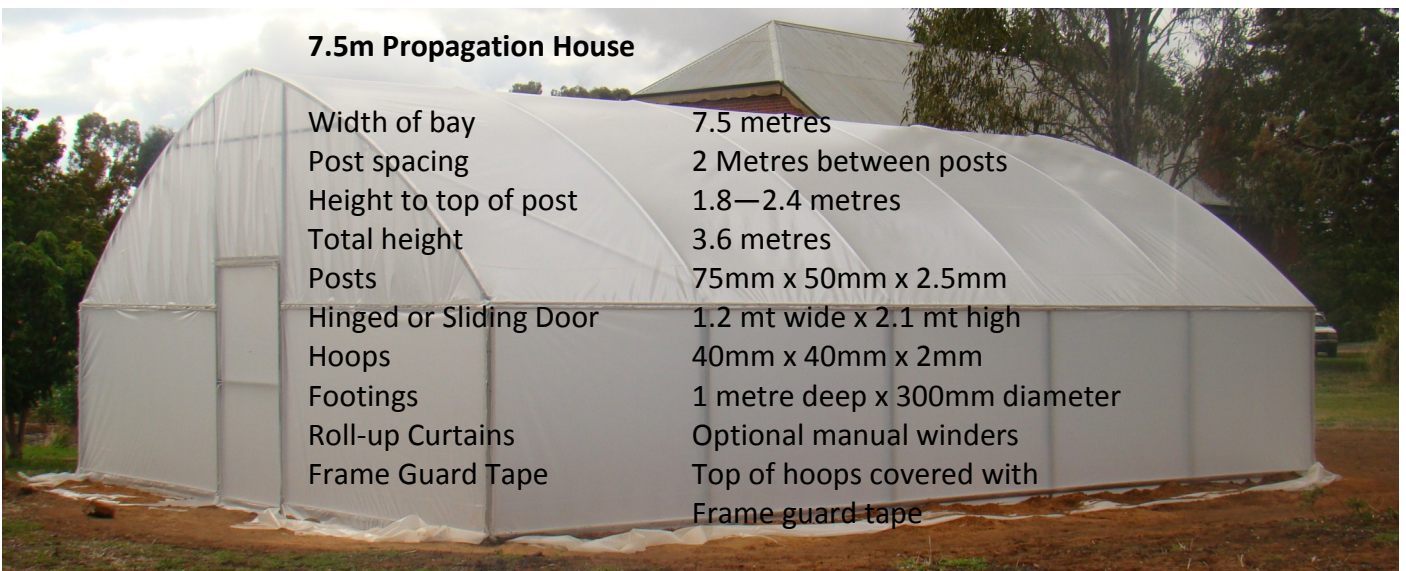 7.5m Propagation House
Width of bay 7.5 metres
Post spacing 2 Metres between posts
Height to top of post 1.8—2.4 metres
Total height 3.6 metres
Posts 75mm x 50mm x 2.5mm
Hinged or Sliding Door 1.2 mt wide x 2.1 mt high
Hoops 40mm x 40mm x 2mm
Footings 1 metre deep x 300mm diameter
Roll-up Curtains Optional manual winders
Frame Guard Tape Top of hoops covered with
Frame guard tape